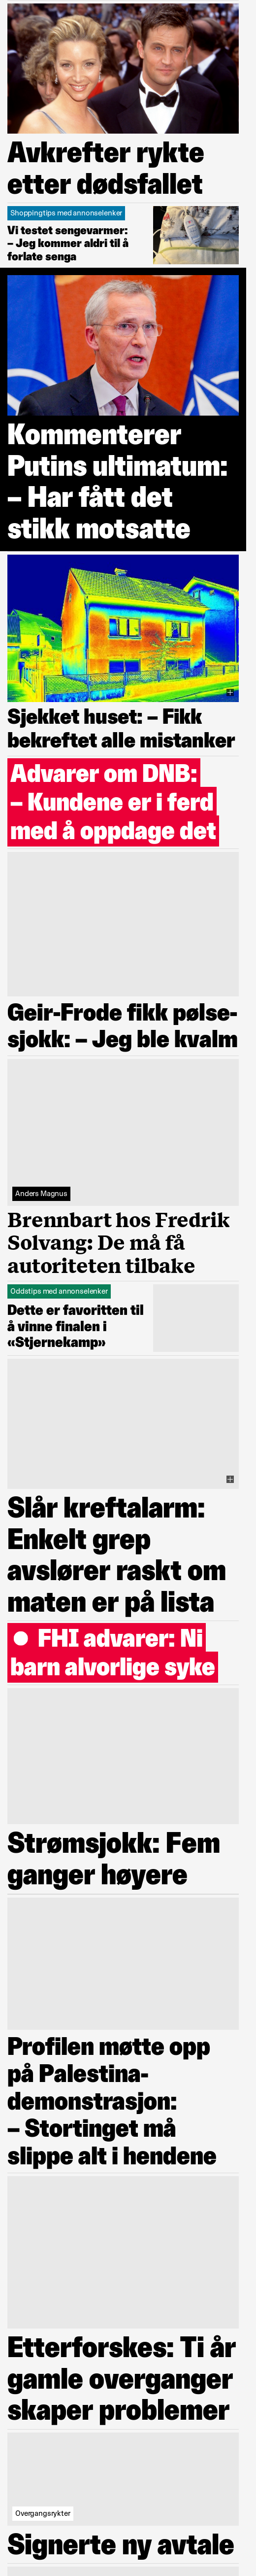 Avkrefter rykte
etter dødsfallet
Shoppingtips med annonselenker
Vi testet sengevarmer:
– Jeg kommer aldri til å
forlate senga
Kommenterer
Putins ultimatum:
– Har fått det
stikk motsatte
Sjekket huset: – Fikk
bekreftet alle mistanker
Advarer om DNB:
– Kundene er i ferd
med å oppdage det
Geir-Frode fikk pølse-
sjokk: – Jeg ble kvalm
Anders Magnus
Brennbart hos Fredrik
Solvang: De må få
autoriteten tilbake
Oddstips med annonselenker
Dette er favoritten til
å vinne finalen i
«Stjernekamp»
Slår kreftalarm:
Enkelt grep
avslører raskt om
maten er på lista
FHI advarer: Ni
barn alvorlige syke
Strømsjokk: Fem
ganger høyere
Profilen møtte opp
på Palestina-
demonstrasjon:
– Stortinget må
slippe alt i hendene
Etterforskes: Ti år
gamle overganger
skaper problemer
Overgangsrykter
Signerte ny avtale